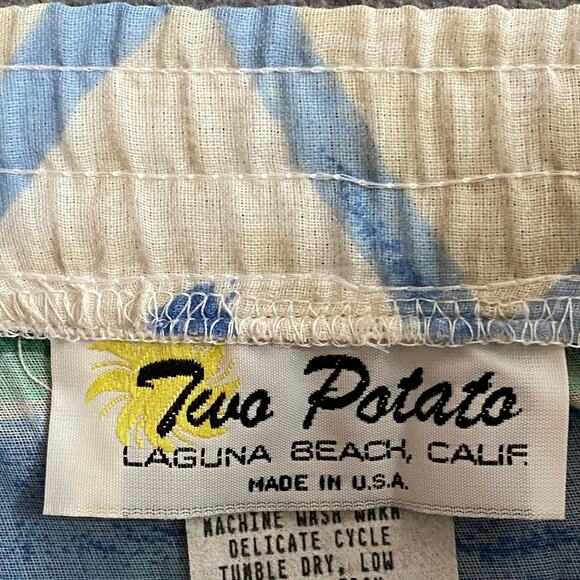 Two Potato
LAGUNA BEACH, CALIF.
MADE IN U.S.A.
MACHINE WASH WARM
DELICATE CYCLE
TUMBLE DRY, LOW